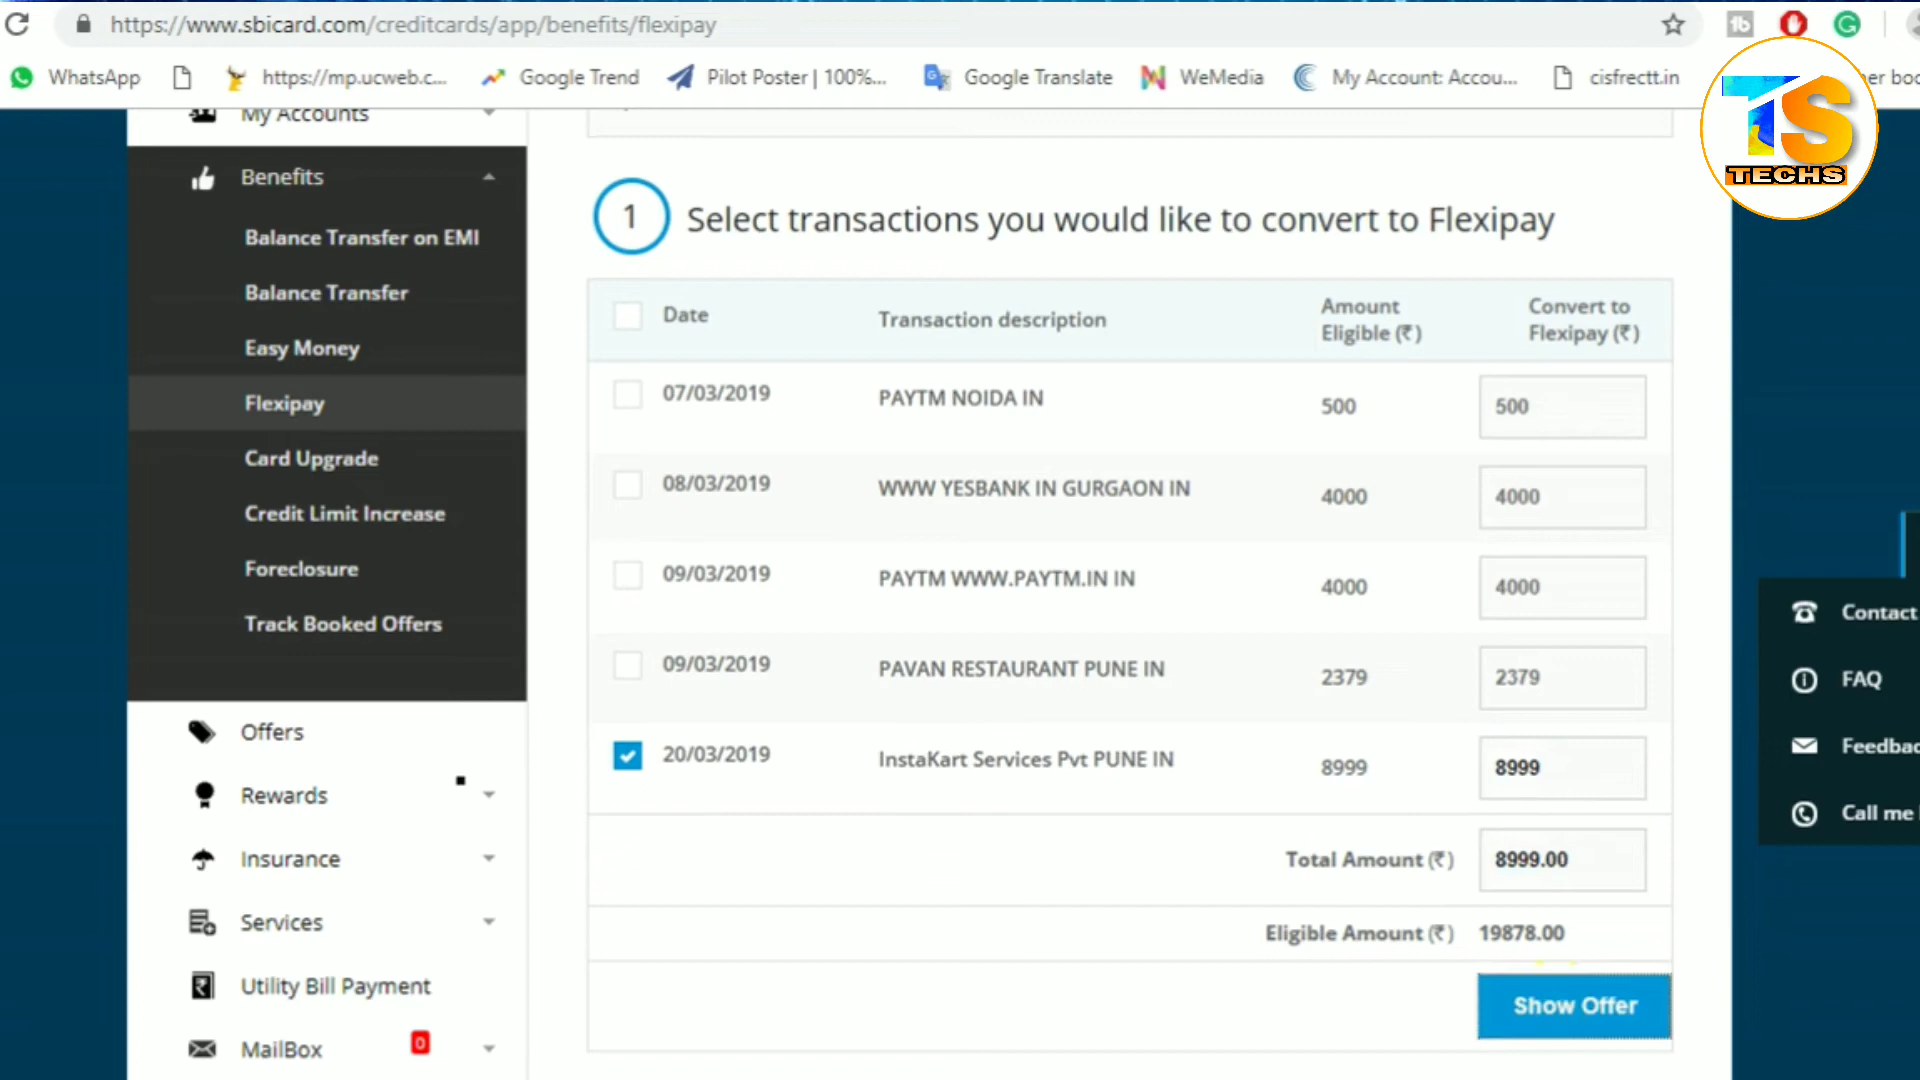 https://www.sbicard.com/creditcards/app/benefits/flexipay
WhatsApp
https://mp.ucweb.c...
Google Trend
Pilot Poster | 100%...
Google Translate
WeMedia
My Account: Accou...
cisfrectt.in
TS
TECHS
My Accounts
Benefits
Balance Transfer on EMI
Balance Transfer
Easy Money
Flexipay
Card Upgrade
Credit Limit Increase
Foreclosure
Track Booked Offers
Offers
Rewards
Insurance
Services
Utility Bill Payment
MailBox 0
1 Select transactions you would like to convert to Flexipay
Date Transaction description Amount Eligible (₹) Convert to Flexipay (₹)
07/03/2019 PAYTM NOIDA IN 500 500
08/03/2019 WWW YESBANK IN GURGAON IN 4000 4000
09/03/2019 PAYTM WWW.PAYTM.IN IN 4000 4000
09/03/2019 PAVAN RESTAURANT PUNE IN 2379 2379
20/03/2019 InstaKart Services Pvt PUNE IN 8999 8999
Total Amount (₹) 8999.00
Eligible Amount (₹) 19878.00
Show Offer
Contact
FAQ
Feedbac
Call me